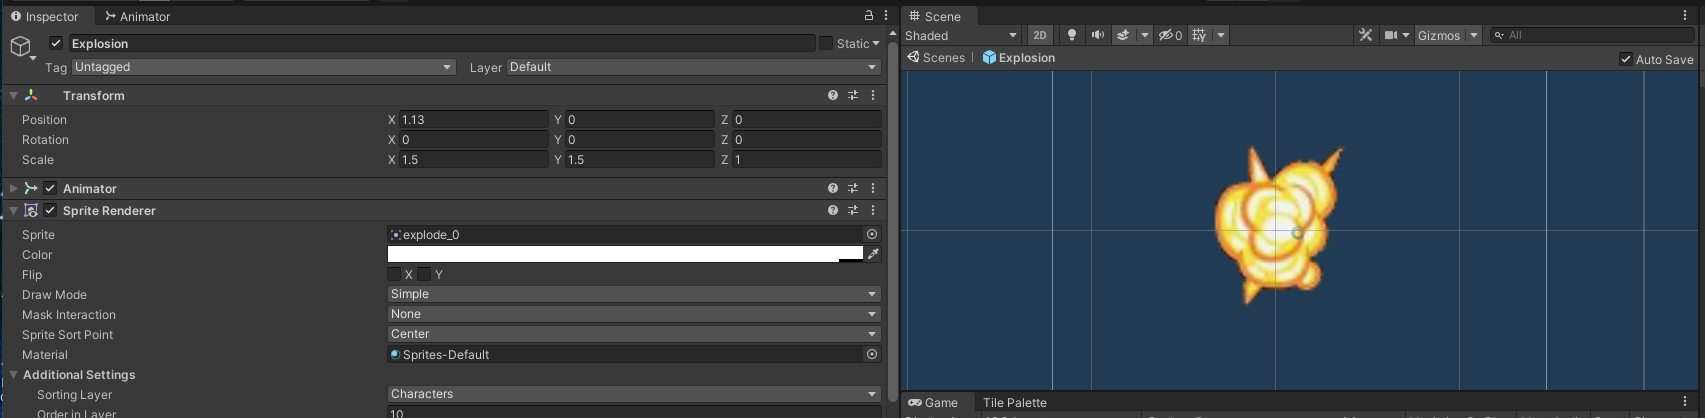 Inspector
Animator
Explosion
Static
Tag Untagged Layer Default
Transform
Position X 1.13 Y 0 Z 0
Rotation X 0 Y 0 Z 0
Scale X 1.5 Y 1.5 Z 1
Animator
Sprite Renderer
Sprite explode_0
Color
Flip X Y
Draw Mode Simple
Mask Interaction None
Sprite Sort Point Center
Material Sprites-Default
Additional Settings
Sorting Layer Characters
Order in Layer 10
Scene
Shaded 2D 0 Gizmos All
Scenes | Explosion Auto Save
Game Tile Palette